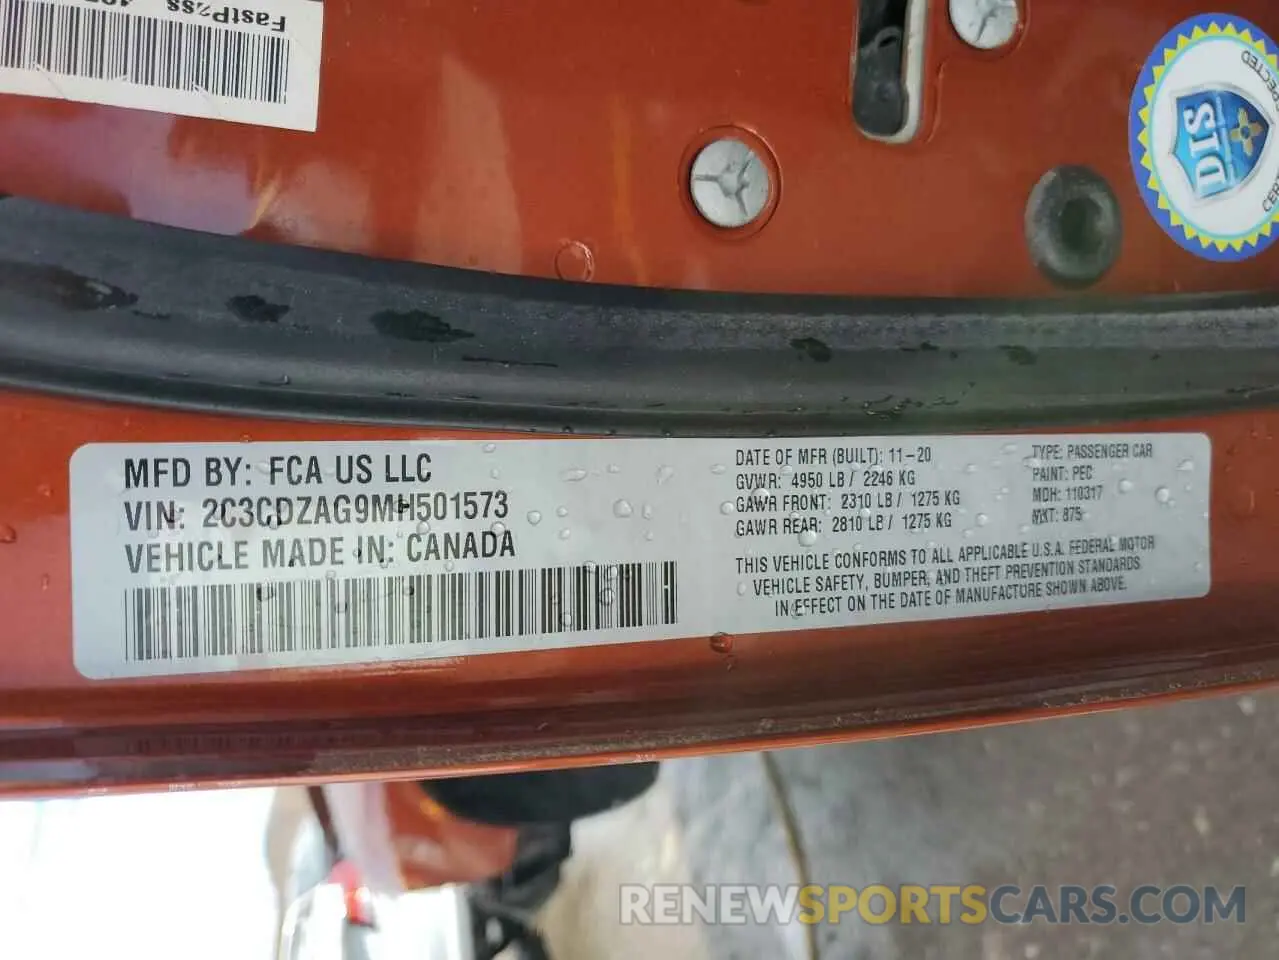 FastPass
DIS
MFD BY: FCA US LLC
VIN: 2C3CDZAG9MH501573
VEHICLE MADE IN: CANADA
DATE OF MFR (BUILT): 11-20
GVWR: 4950 LB / 2246 KG
GAWR FRONT: 2310 LB / 1275 KG
GAWR REAR: 2810 LB / 1275 KG
TYPE: PASSENGER CAR
PAINT: PEC
MDH: 110317
MKT: 875
THIS VEHICLE CONFORMS TO ALL APPLICABLE U.S.A. FEDERAL MOTOR
VEHICLE SAFETY, BUMPER, AND THEFT PREVENTION STANDARDS
IN EFFECT ON THE DATE OF MANUFACTURE SHOWN ABOVE.
RENEWSPORTSCARS.COM